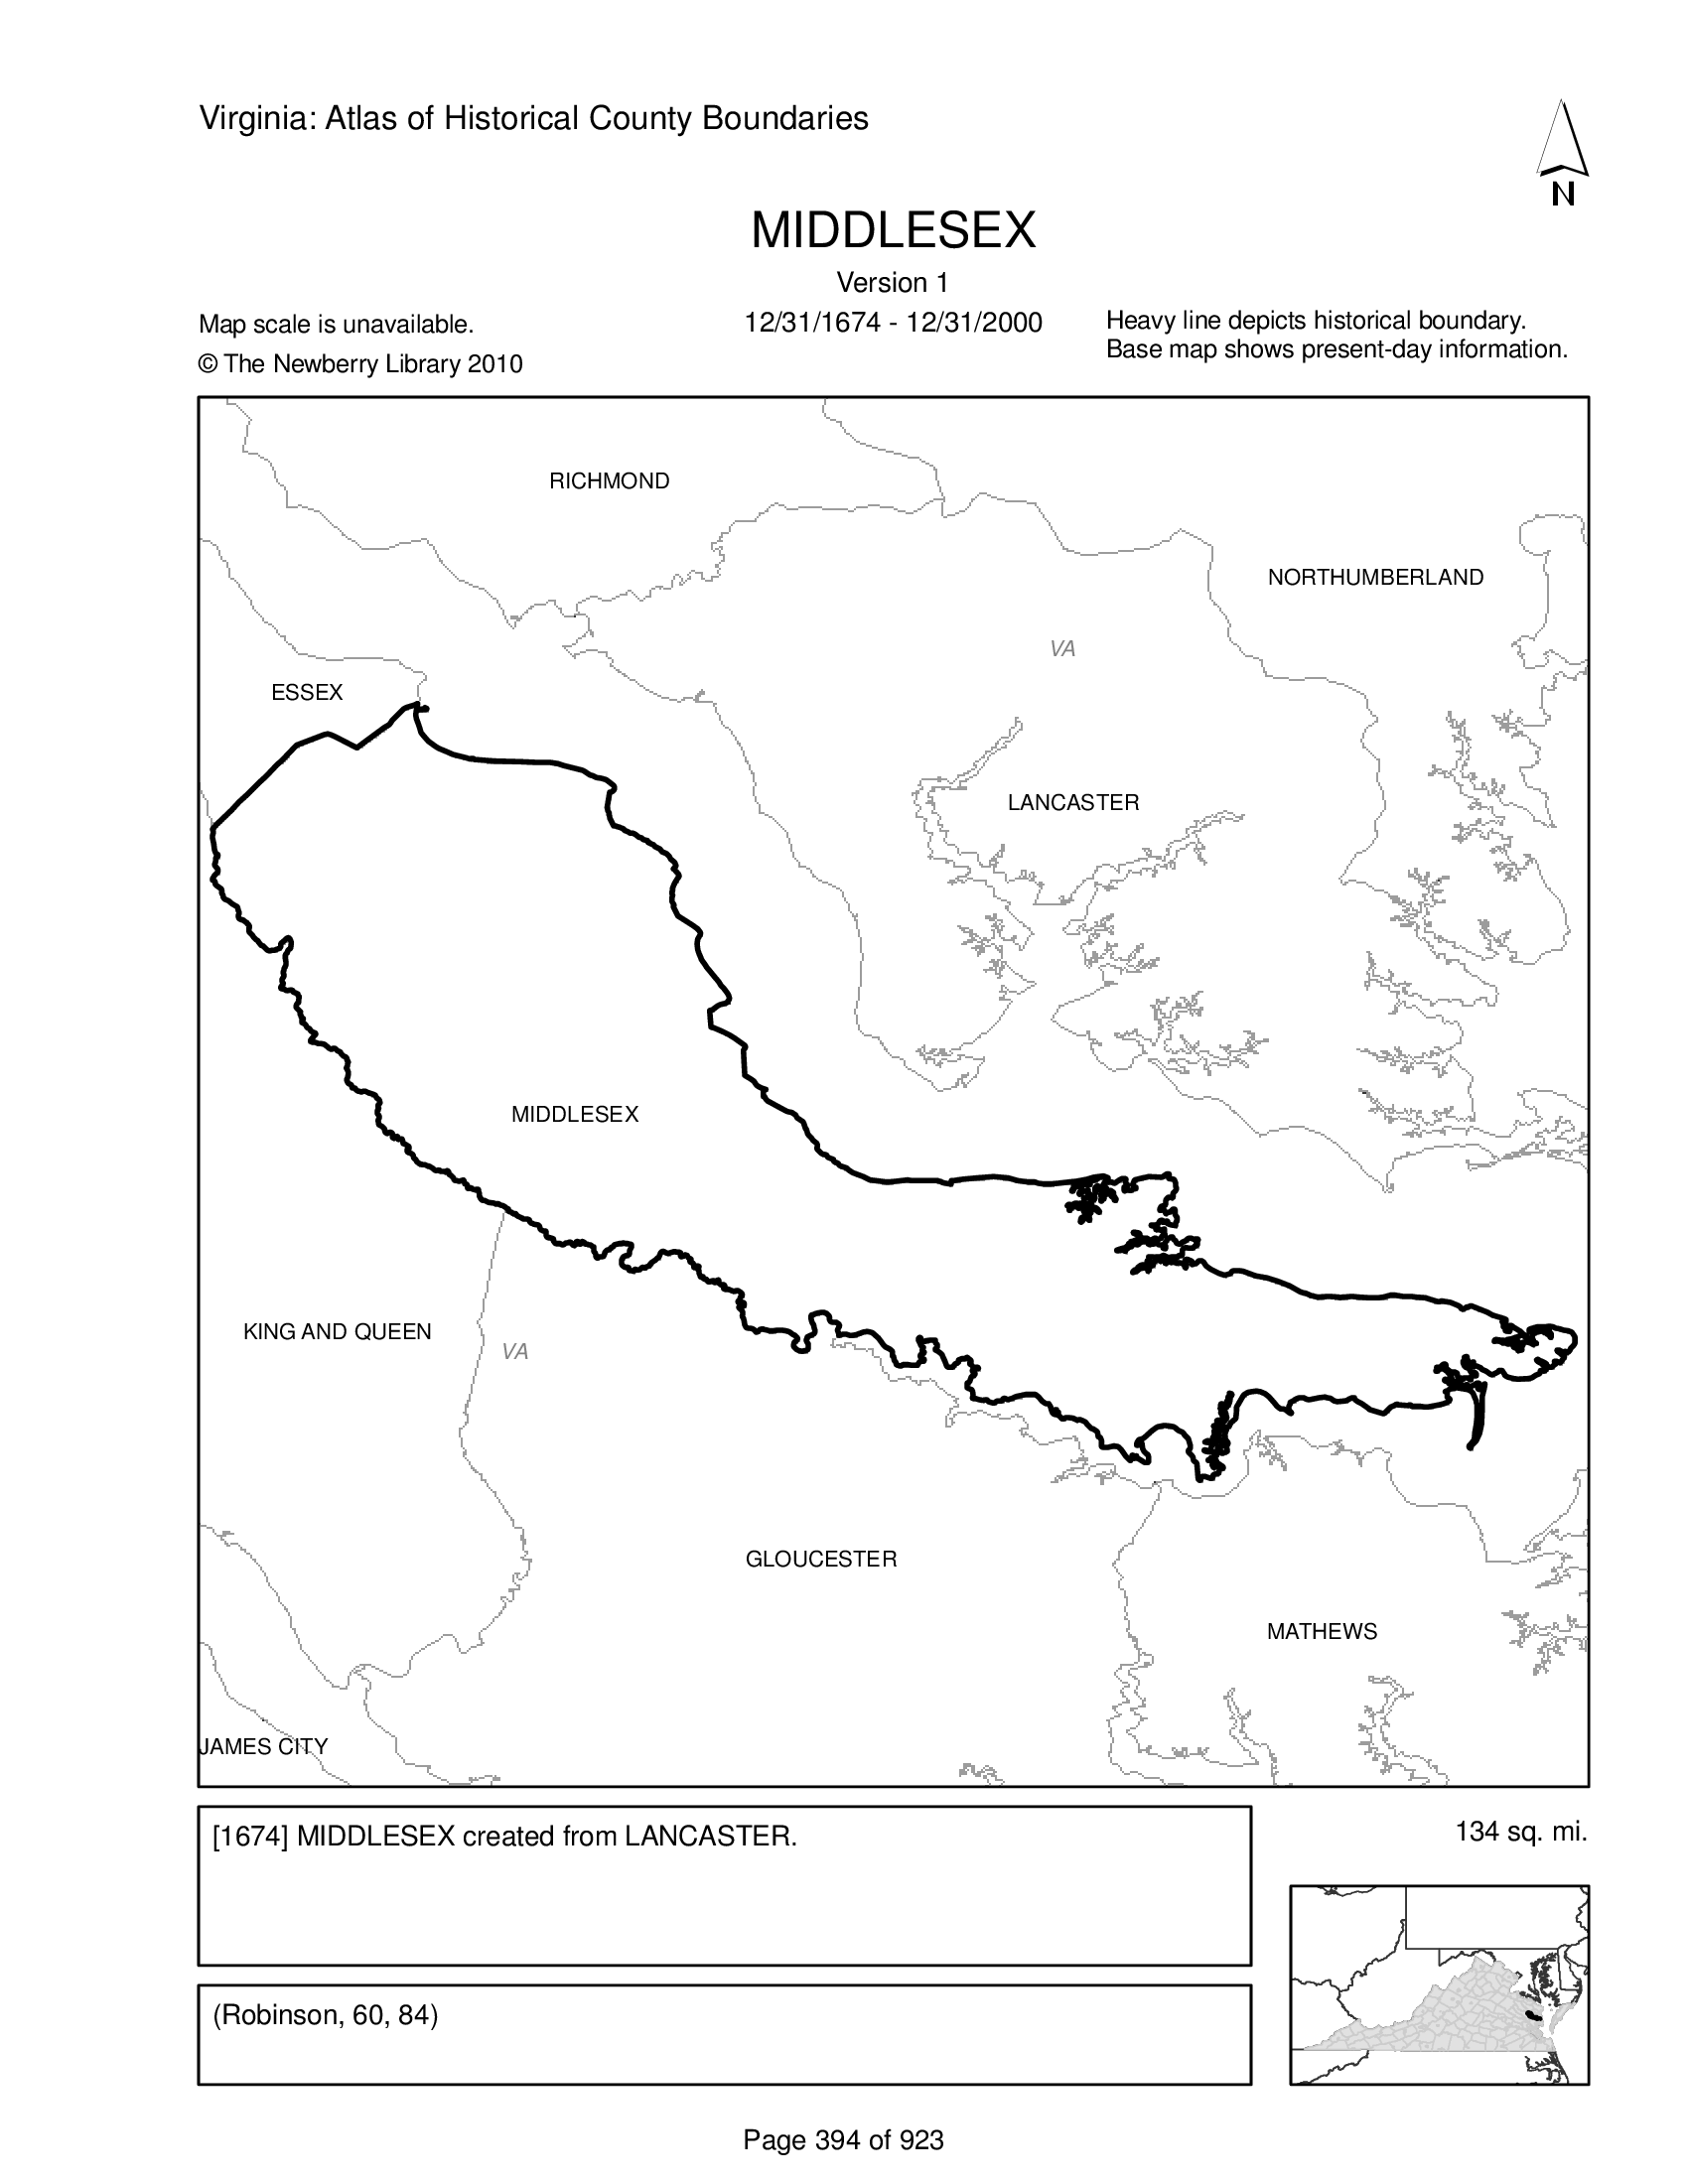 Virginia: Atlas of Historical County Boundaries
N
MIDDLESEX
Version 1
12/31/1674 - 12/31/2000
Map scale is unavailable.
© The Newberry Library 2010
Heavy line depicts historical boundary.
Base map shows present-day information.
RICHMOND
NORTHUMBERLAND
VA
ESSEX
LANCASTER
MIDDLESEX
KING AND QUEEN
VA
GLOUCESTER
MATHEWS
JAMES CITY
[1674] MIDDLESEX created from LANCASTER.
134 sq. mi.
(Robinson, 60, 84)
Page 394 of 923